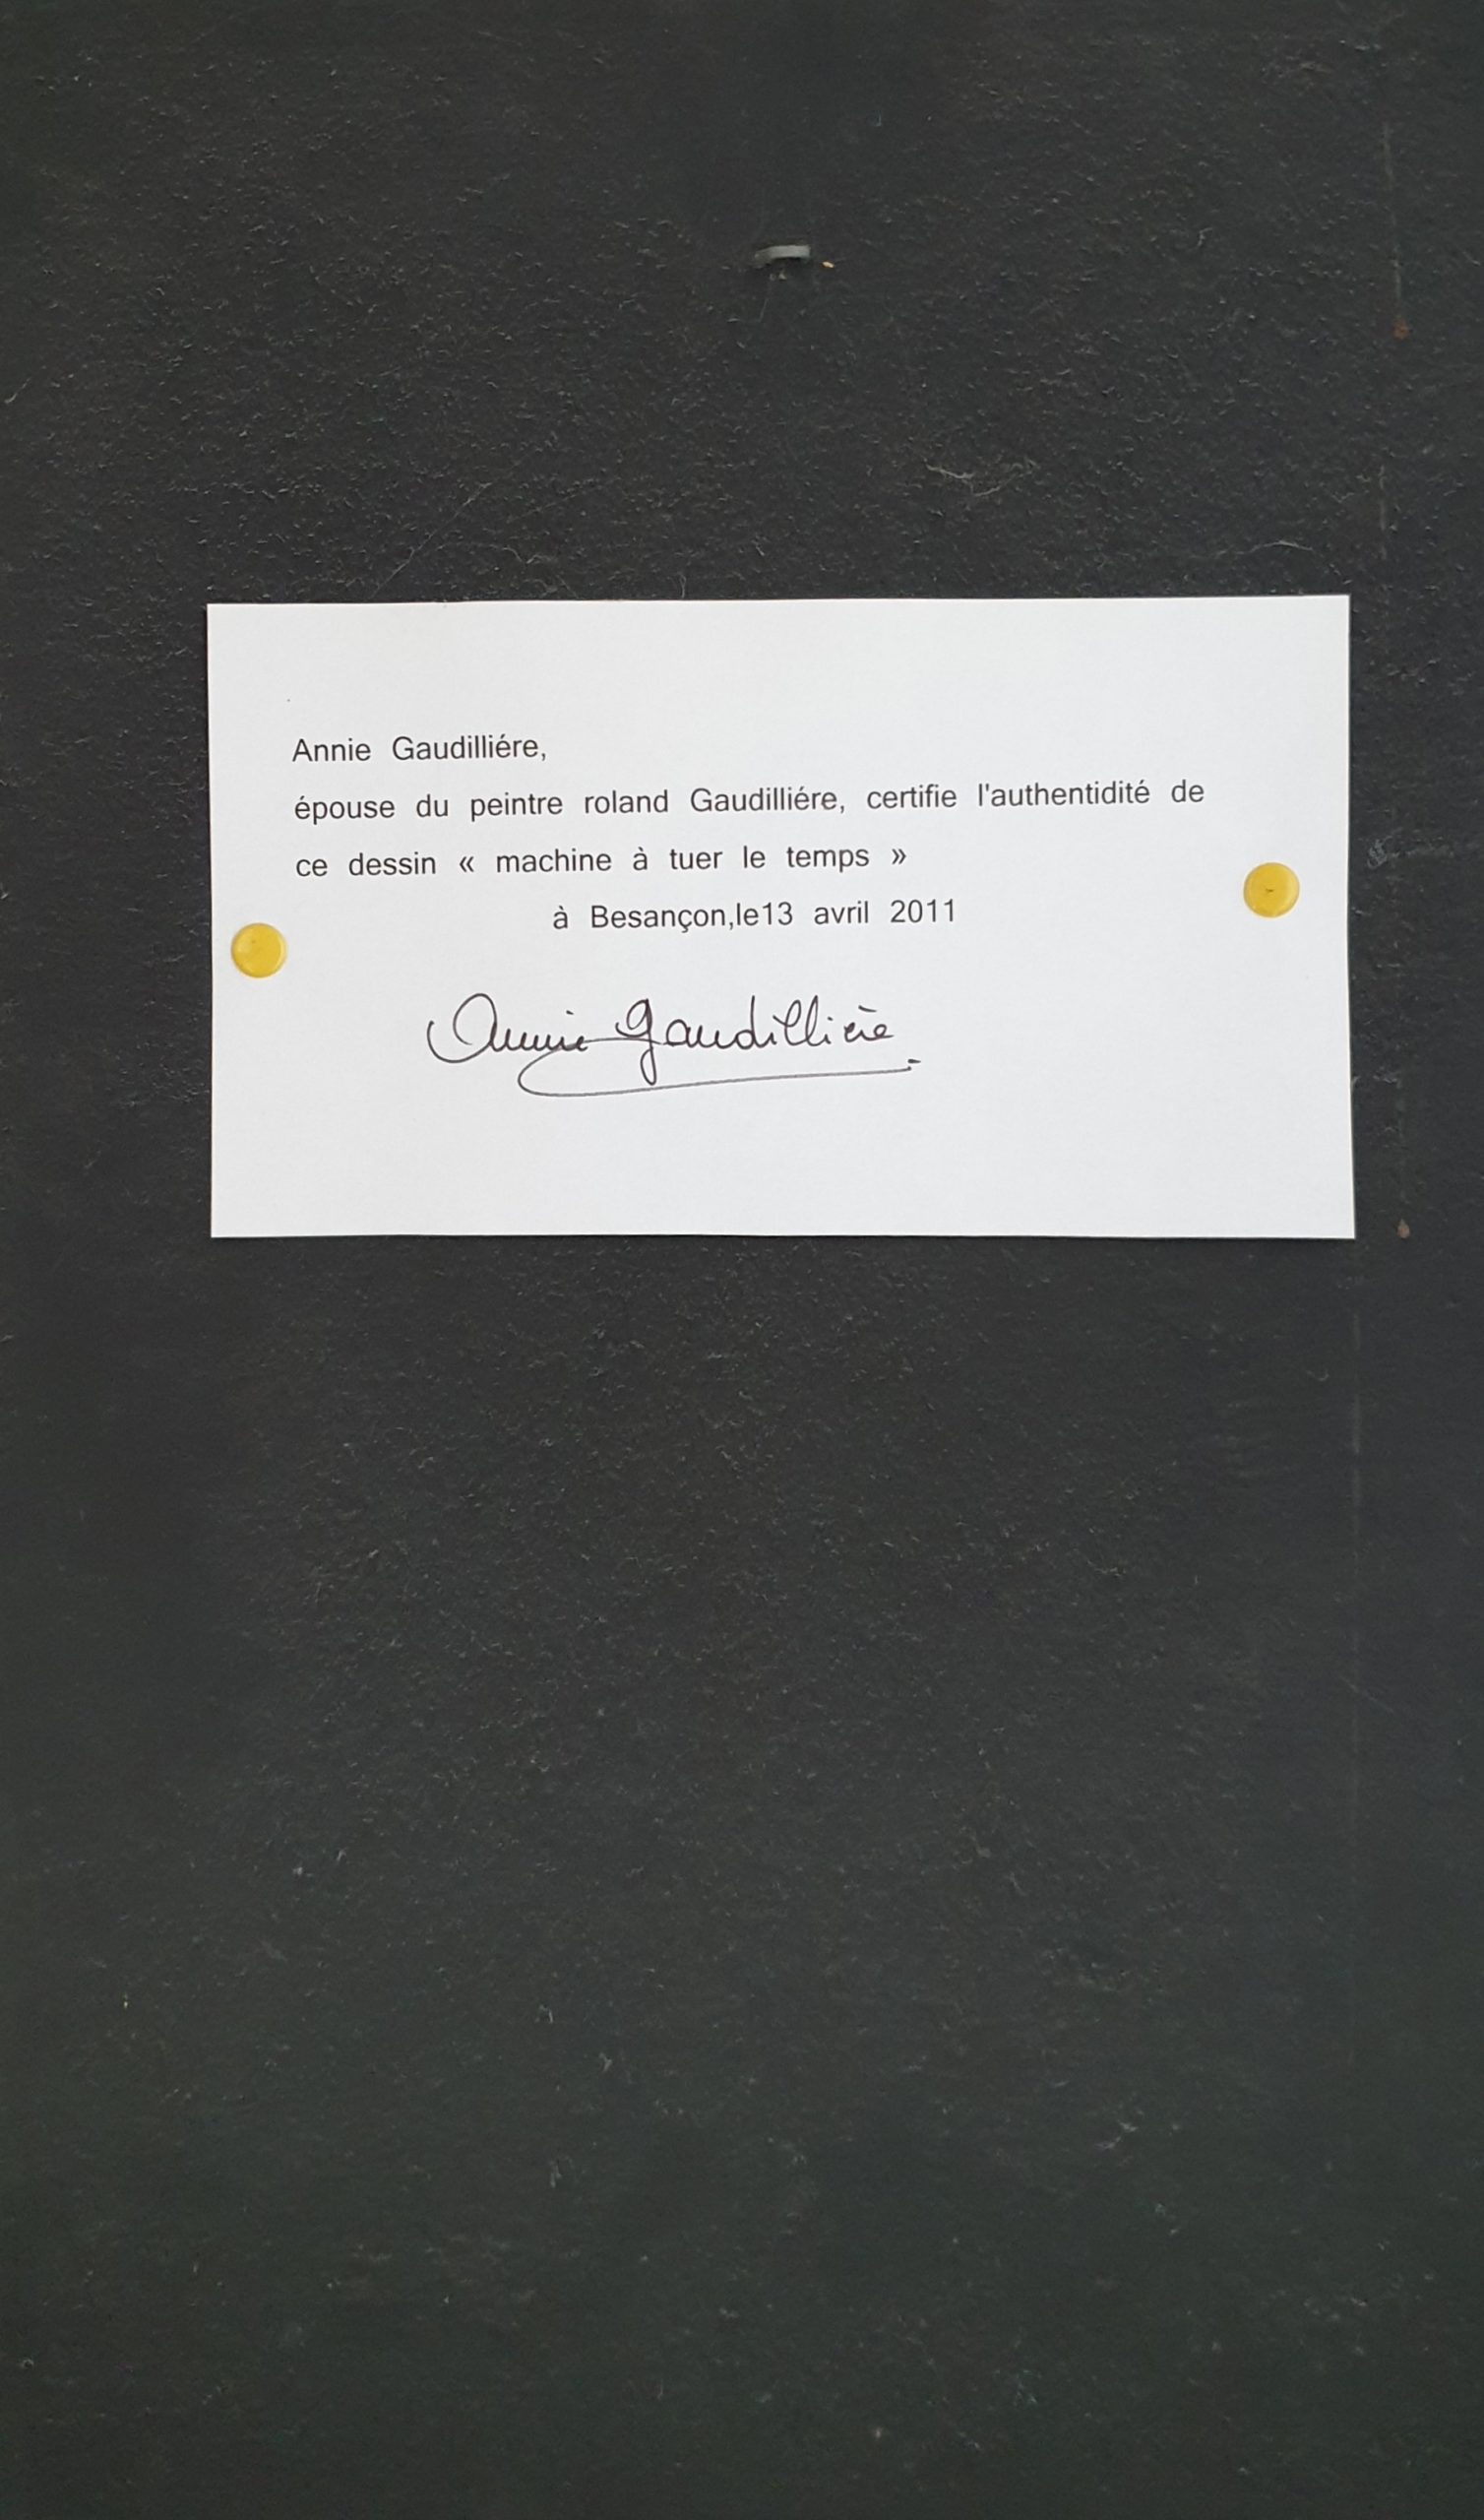 Annie Gaudilliére,
épouse du peintre roland Gaudilliére, certifie l'authentidité de
ce dessin « machine à tuer le temps »
à Besançon,le13 avril 2011
Annie Gaudillière